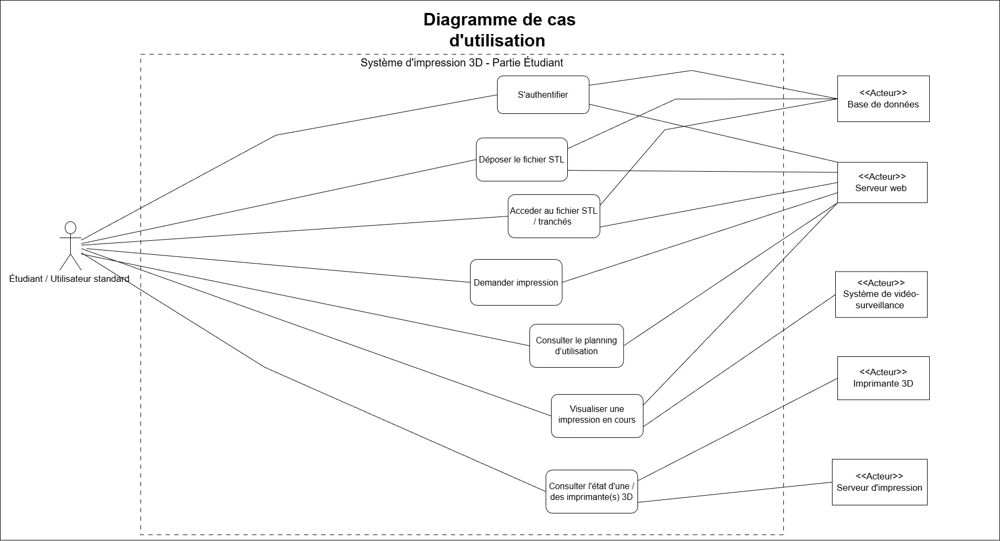 Diagramme de cas
d'utilisation
Système d'impression 3D - Partie Étudiant
S'authentifier
<<Acteur>>
Base de données
Déposer le fichier STL
<<Acteur>>
Serveur web
Acceder au fichier STL
/ tranchés
Étudiant / Utilisateur standard
Demander impression
<<Acteur>>
Système de vidéo-
surveillance
Consulter le planning
d’utilisation
<<Acteur>>
Imprimante 3D
Visualiser une
impression en cours
Consulter l'état d'une /
des imprimante(s) 3D
<<Acteur>>
Serveur d'impression